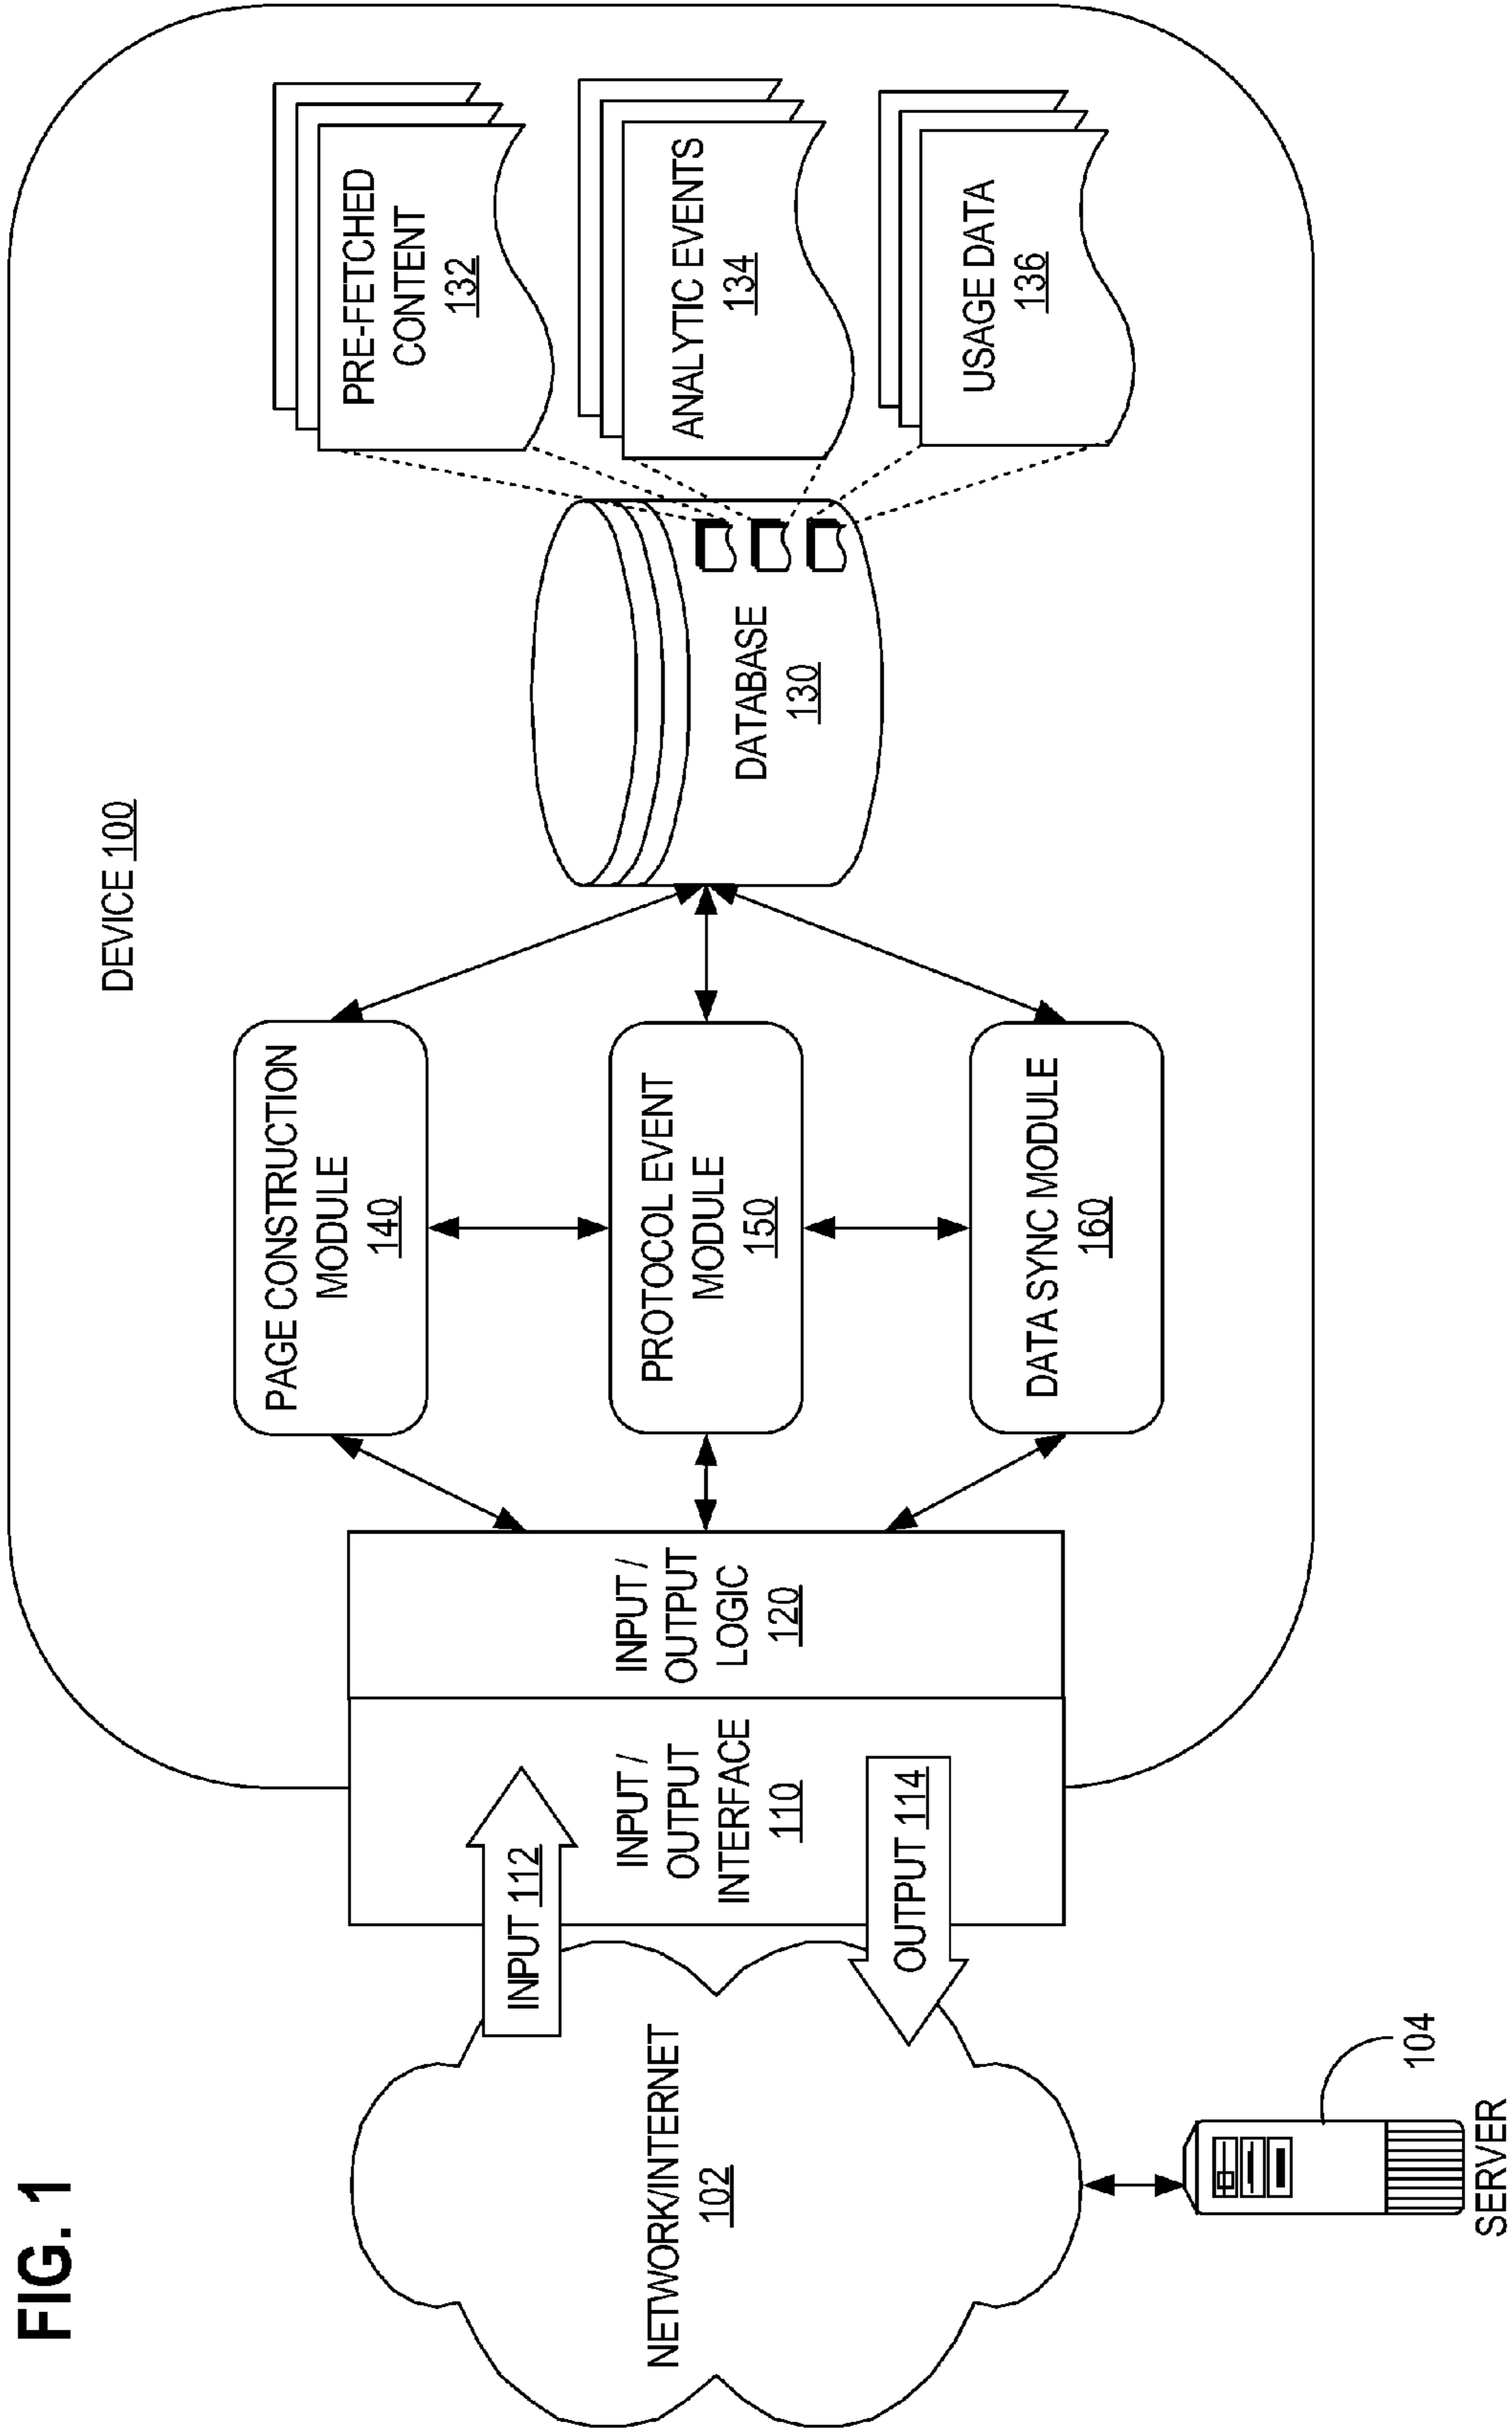 FIG. 1
DEVICE 100
NETWORK/INTERNET
102
SERVER
104
INPUT 112
OUTPUT 114
INPUT /
OUTPUT
INTERFACE
110
INPUT /
OUTPUT
LOGIC
120
PAGE CONSTRUCTION
MODULE
140
PROTOCOL EVENT
MODULE
150
DATA SYNC MODULE
160
DATABASE
130
PRE-FETCHED
CONTENT
132
ANALYTIC EVENTS
134
USAGE DATA
136